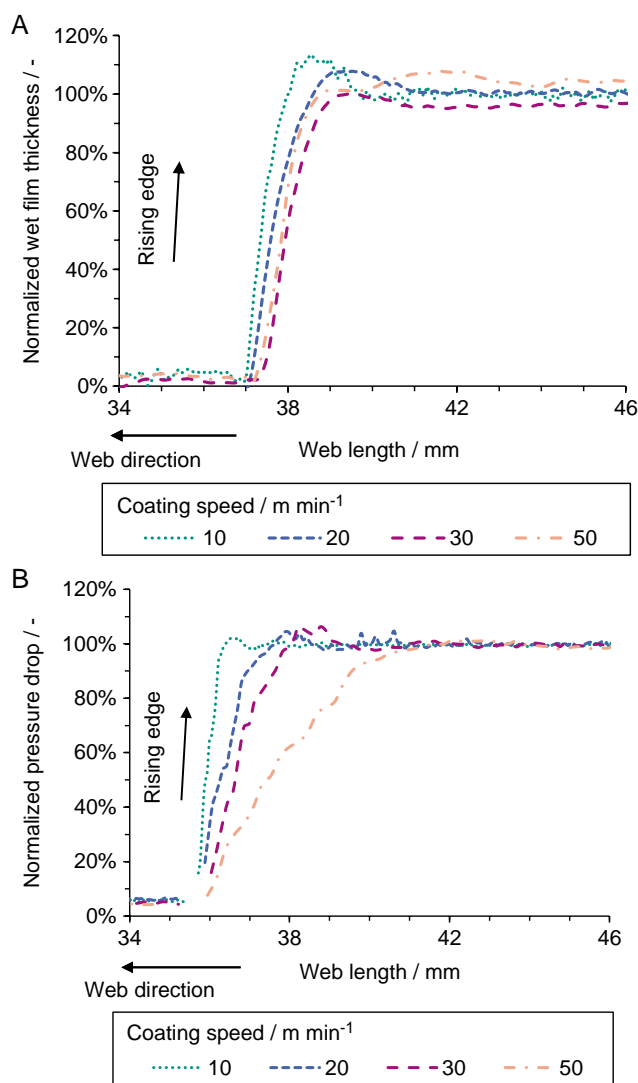 A
120%
100%
80%
60%
40%
20%
0%
Normalized wet film thickness / -
Rising edge
34
38
42
46
Web length / mm
Web direction
Coating speed / m min⁻¹
10
20
30
50
B
120%
100%
80%
60%
40%
20%
0%
Normalized pressure drop / -
Rising edge
34
38
42
46
Web length / mm
Web direction
Coating speed / m min⁻¹
10
20
30
50